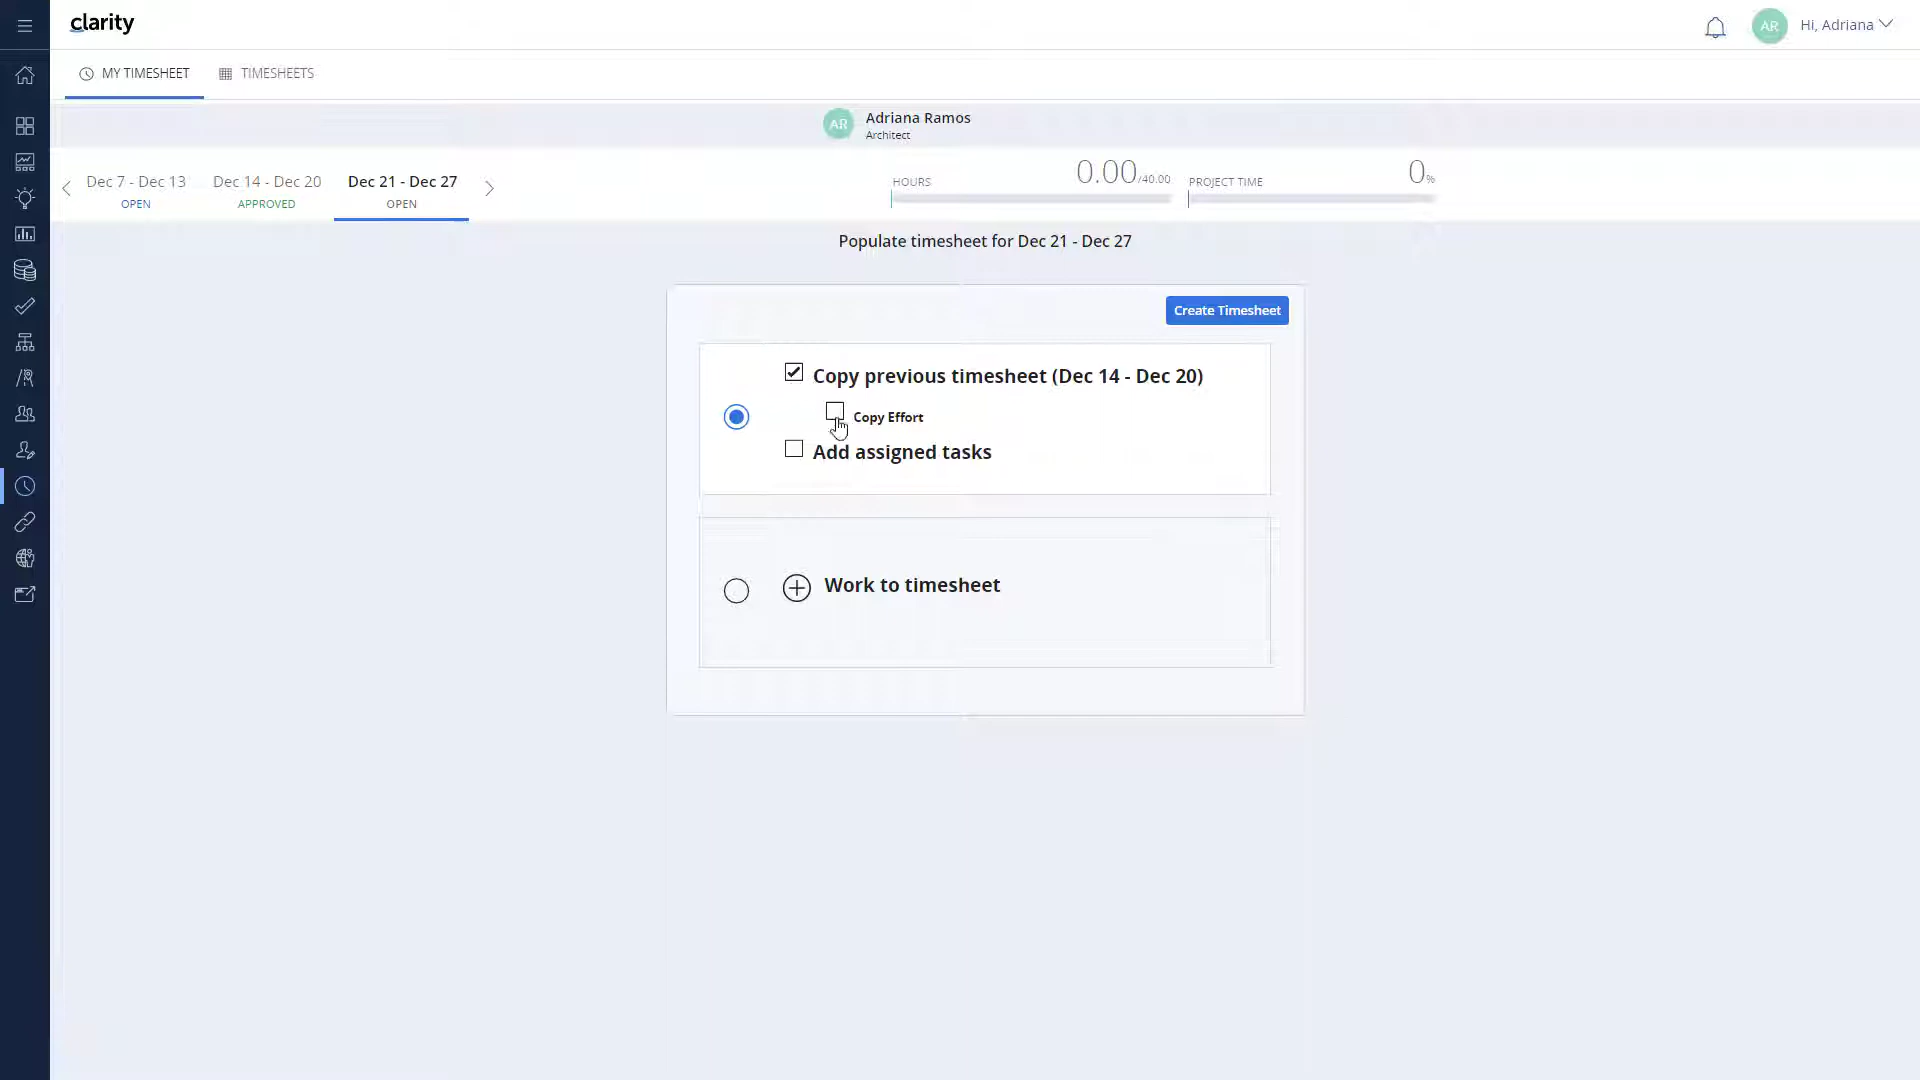 clarity
AR
Hi, Adriana
MY TIMESHEET
TIMESHEETS
AR
Adriana Ramos
Architect
Dec 7 - Dec 13
OPEN
Dec 14 - Dec 20
APPROVED
Dec 21 - Dec 27
OPEN
HOURS
0.00/40.00
PROJECT TIME
0%
Populate timesheet for Dec 21 - Dec 27
Create Timesheet
Copy previous timesheet (Dec 14 - Dec 20)
Copy Effort
Add assigned tasks
Work to timesheet